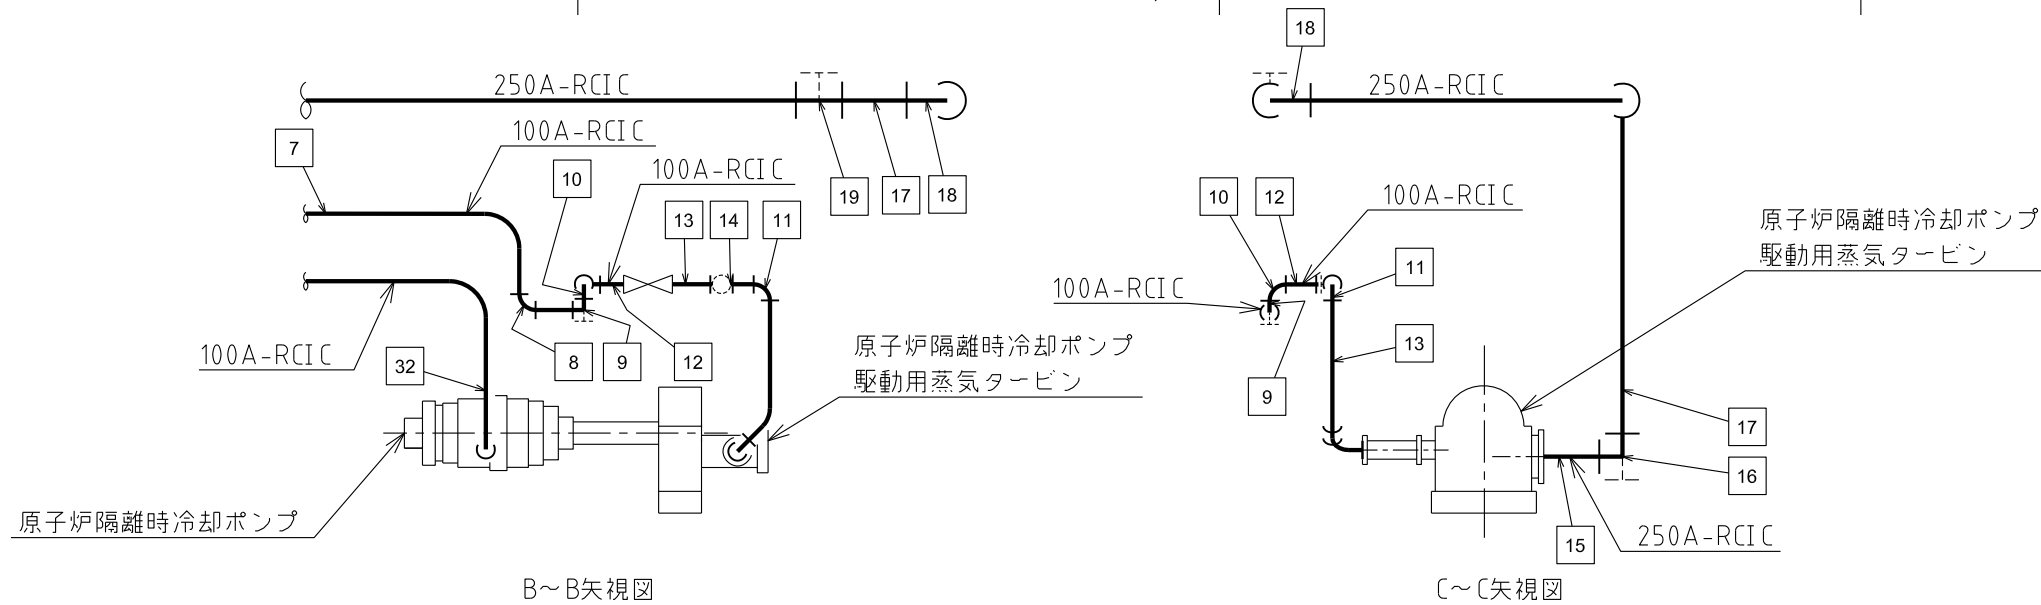 250A-RCIC
100A-RCIC
7
10
100A-RCIC
19
17
18
13
14
11
8
9
12
100A-RCIC
32
原子炉隔離時冷却ポンプ
駆動用蒸気タービン
原子炉隔離時冷却ポンプ
B～B矢視図
18
250A-RCIC
10
12
100A-RCIC
原子炉隔離時冷却ポンプ
駆動用蒸気タービン
11
100A-RCIC
13
9
17
16
15
250A-RCIC
C～C矢視図